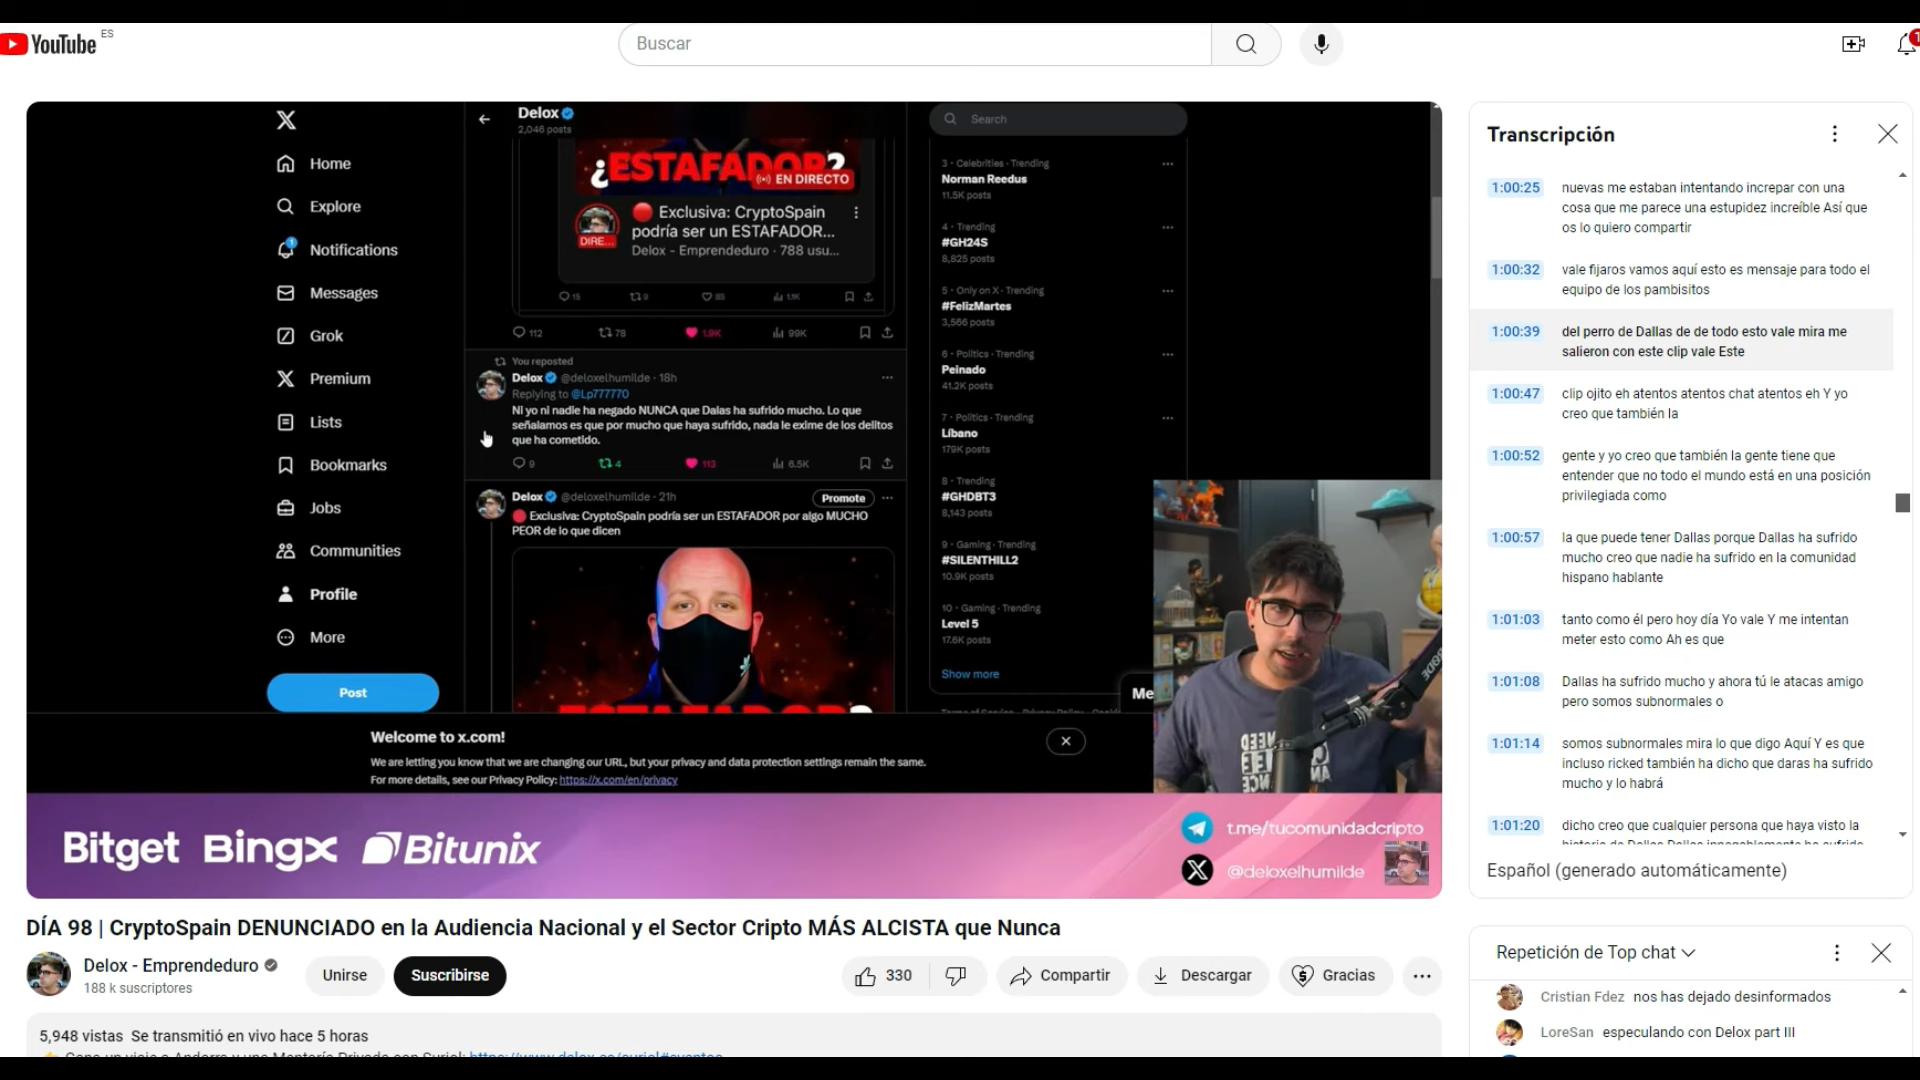 YouTube ES
Buscar
1
Delox
2,046 posts
¿ESTAFADOR?
EN DIRECTO
DIRE...
Exclusiva: CryptoSpain
podría ser un ESTAFADOR...
Delox - Emprendeduro · 788 usu...
15 9 85 1.1K
112 78 1.9K 99K
You reposted
Delox @deloxelhumilde · 18h
Replying to @Lp777770
Ni yo ni nadie ha negado NUNCA que Dalas ha sufrido mucho. Lo que
señalamos es que por mucho que haya sufrido, nada le exime de los delitos
que ha cometido.
9 4 113 6.5K
Delox @deloxelhumilde · 21h Promote
Exclusiva: CryptoSpain podría ser un ESTAFADOR por algo MUCHO
PEOR de lo que dicen
ESTAFADOR?
Home
Explore
1
Notifications
Messages
Grok
Premium
Lists
Bookmarks
Jobs
Communities
Profile
More
Post
Search
3 · Celebrities · Trending
Norman Reedus
11.5K posts
4 · Trending
#GH24S
8,825 posts
5 · Only on X · Trending
#FelizMartes
3,566 posts
6 · Politics · Trending
Peinado
41.2K posts
7 · Politics · Trending
Líbano
179K posts
8 · Trending
#GHDBT3
8,143 posts
9 · Gaming · Trending
#SILENTHILL2
10.9K posts
10 · Gaming · Trending
Level 5
17.6K posts
Show more
Me
Welcome to x.com!
We are letting you know that we are changing our URL, but your privacy and data protection settings remain the same.
For more details, see our Privacy Policy: https://x.com/en/privacy
Bitget Bingx Bitunix
t.me/tucomunidadcripto
@deloxelhumilde
DÍA 98 | CryptoSpain DENUNCIADO en la Audiencia Nacional y el Sector Cripto MÁS ALCISTA que Nunca
Delox - Emprendeduro
188 k suscriptores
Unirse
Suscribirse
330
Compartir
Descargar
Gracias
5,948 vistas Se transmitió en vivo hace 5 horas
Transcripción
1:00:25 nuevas me estaban intentando increpar con una
cosa que me parece una estupidez increíble Así que
os lo quiero compartir
1:00:32 vale fijaros vamos aquí esto es mensaje para todo el
equipo de los pambisitos
1:00:39 del perro de Dallas de de todo esto vale mira me
salieron con este clip vale Este
1:00:47 clip ojito eh atentos atentos chat atentos eh Y yo
creo que también la
1:00:52 gente y yo creo que también la gente tiene que
entender que no todo el mundo está en una posición
privilegiada como
1:00:57 la que puede tener Dallas porque Dallas ha sufrido
mucho creo que nadie ha sufrido en la comunidad
hispano hablante
1:01:03 tanto como él pero hoy día Yo vale Y me intentan
meter esto como Ah es que
1:01:08 Dallas ha sufrido mucho y ahora tú le atacas amigo
pero somos subnormales o
1:01:14 somos subnormales mira lo que digo Aquí Y es que
incluso ricked también ha dicho que daras ha sufrido
mucho y lo habrá
1:01:20 dicho creo que cualquier persona que haya visto la
Español (generado automáticamente)
Repetición de Top chat
Cristian Fdez nos has dejado desinformados
LoreSan especulando con Delox part III